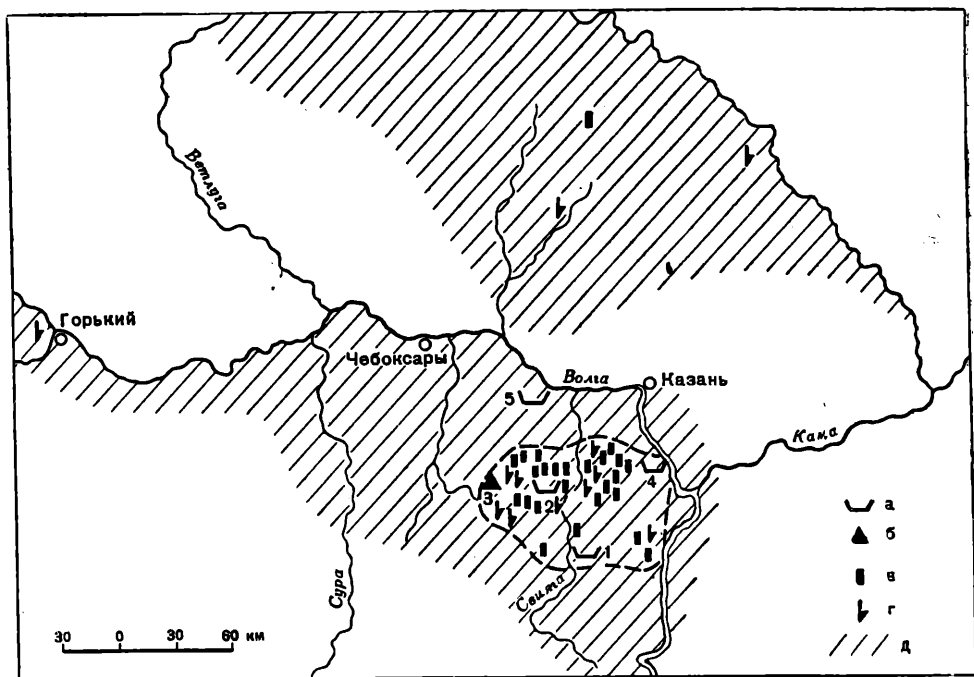 Ветлуга
Горький
Чебоксары
Волга
Казань
5
Кама
3
2
4
1
Сура
Свияга
а
б
в
г
д
30 0 30 60 км